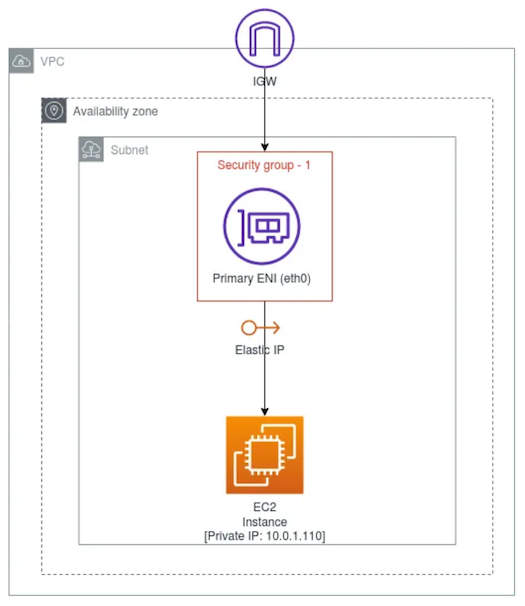 IGW
VPC
Availability zone
Subnet
Security group - 1
Primary ENI (eth0)
Elastic IP
EC2
Instance
[Private IP: 10.0.1.110]